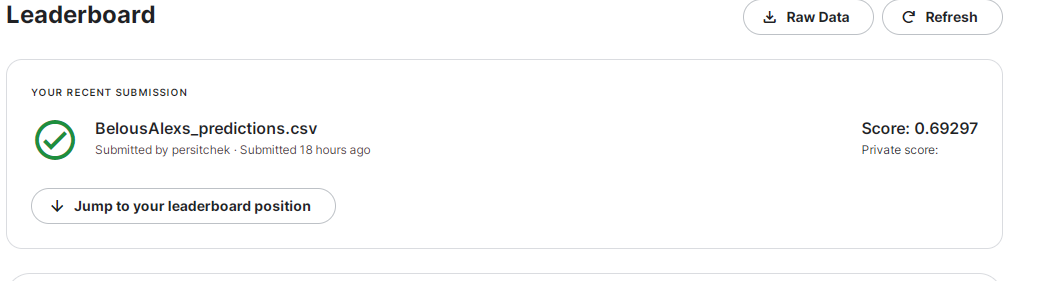 Leaderboard
Raw Data
Refresh
YOUR RECENT SUBMISSION
BelousAlexs_predictions.csv
Score: 0.69297
Submitted by persitchek · Submitted 18 hours ago
Private score:
Jump to your leaderboard position